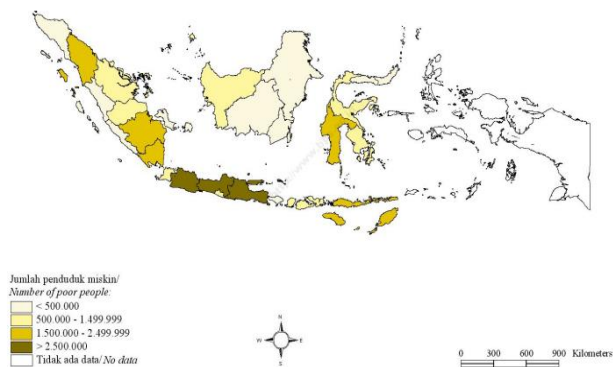 Jumlah penduduk miskin/
Number of poor people:
< 500.000
500.000 - 1.499.999
1.500.000 - 2.499.999
> 2.500.000
Tidak ada data/No data
N
W E
S
0 300 600 900 Kilometers